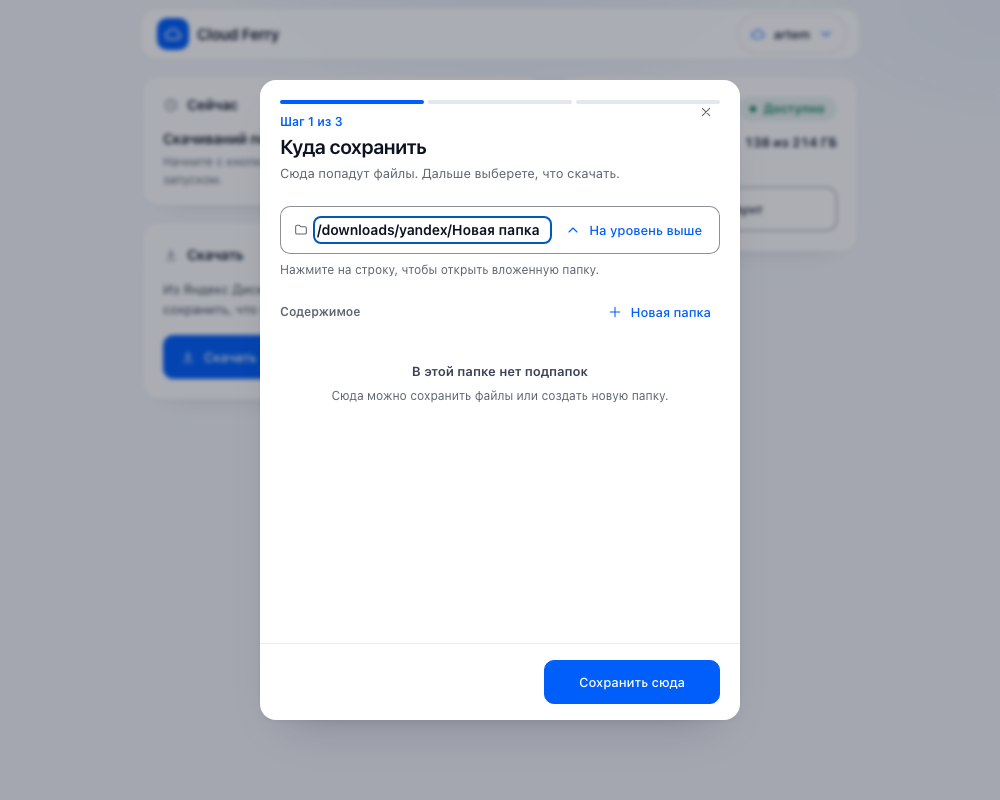 Cloud Ferry
artem
Сейчас
Доступно
138 из 214 ГБ
Скачать
Скачать
Шаг 1 из 3
Куда сохранить
Сюда попадут файлы. Дальше выберете, что скачать.
/downloads/yandex/Новая папка
На уровень выше
Нажмите на строку, чтобы открыть вложенную папку.
Содержимое
Новая папка
В этой папке нет подпапок
Сюда можно сохранить файлы или создать новую папку.
Сохранить сюда